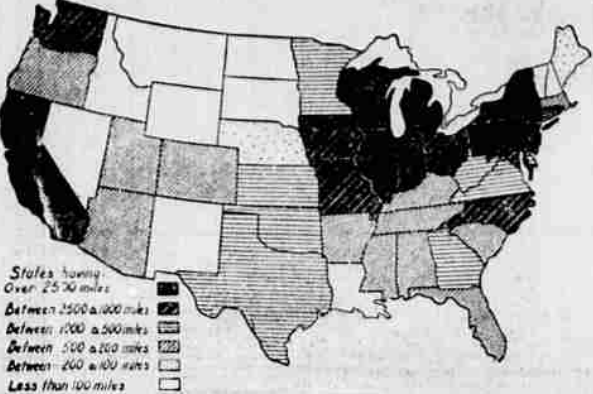 States having:
Over 2500 miles
Between 2500 & 1000 miles
Between 1000 & 500 miles
Between 500 & 200 miles
Between 200 & 100 miles
Less than 100 miles